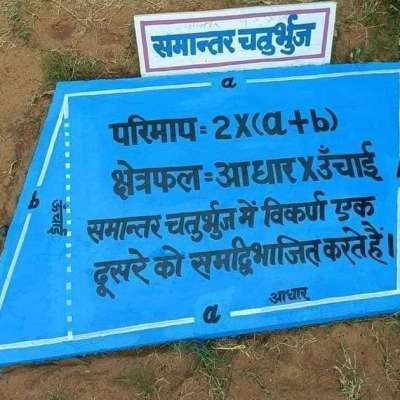 समान्तर चतुर्भुज
a
परिमाप = 2X(a+b)
क्षेत्रफल = आधार X उँचाई
b
उँचाई
समान्तर चतुर्भुज में विकर्ण एक
दूसरे को समद्विभाजित करते हैं।
आधार
a